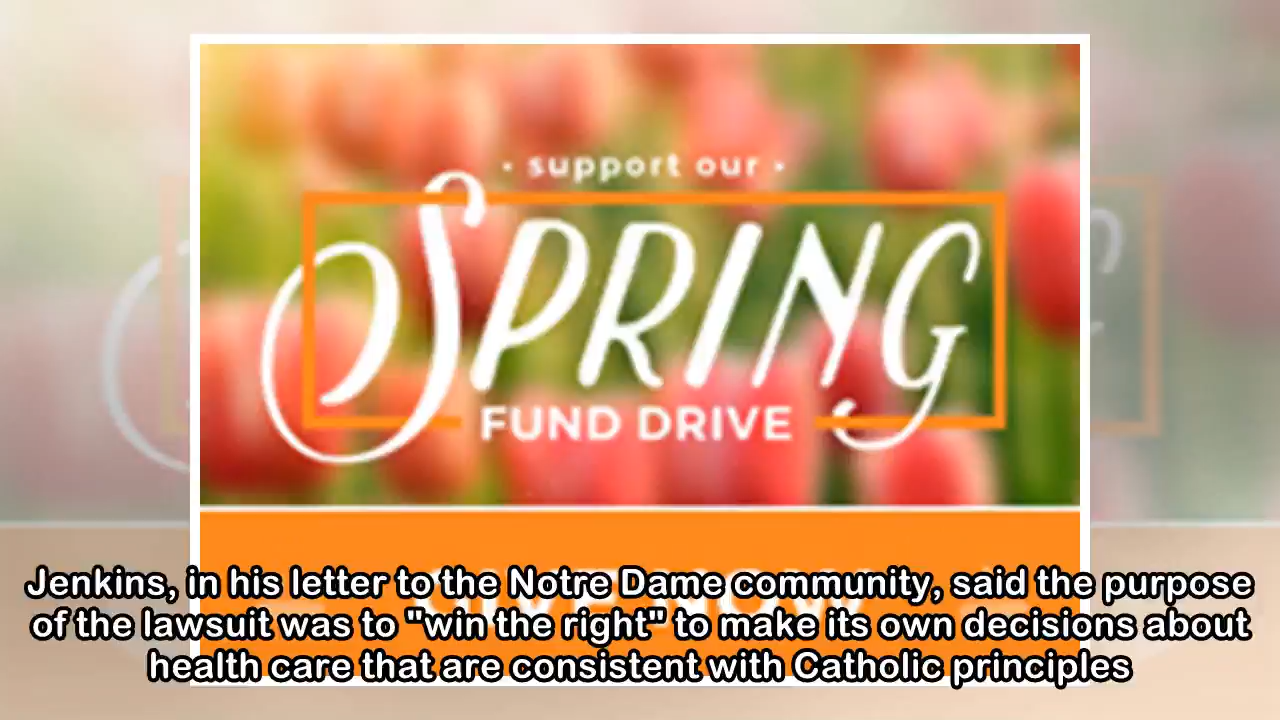 • support our •
SPRING
FUND DRIVE
Jenkins, in his letter to the Notre Dame community, said the purpose
of the lawsuit was to "win the right" to make its own decisions about
health care that are consistent with Catholic principles